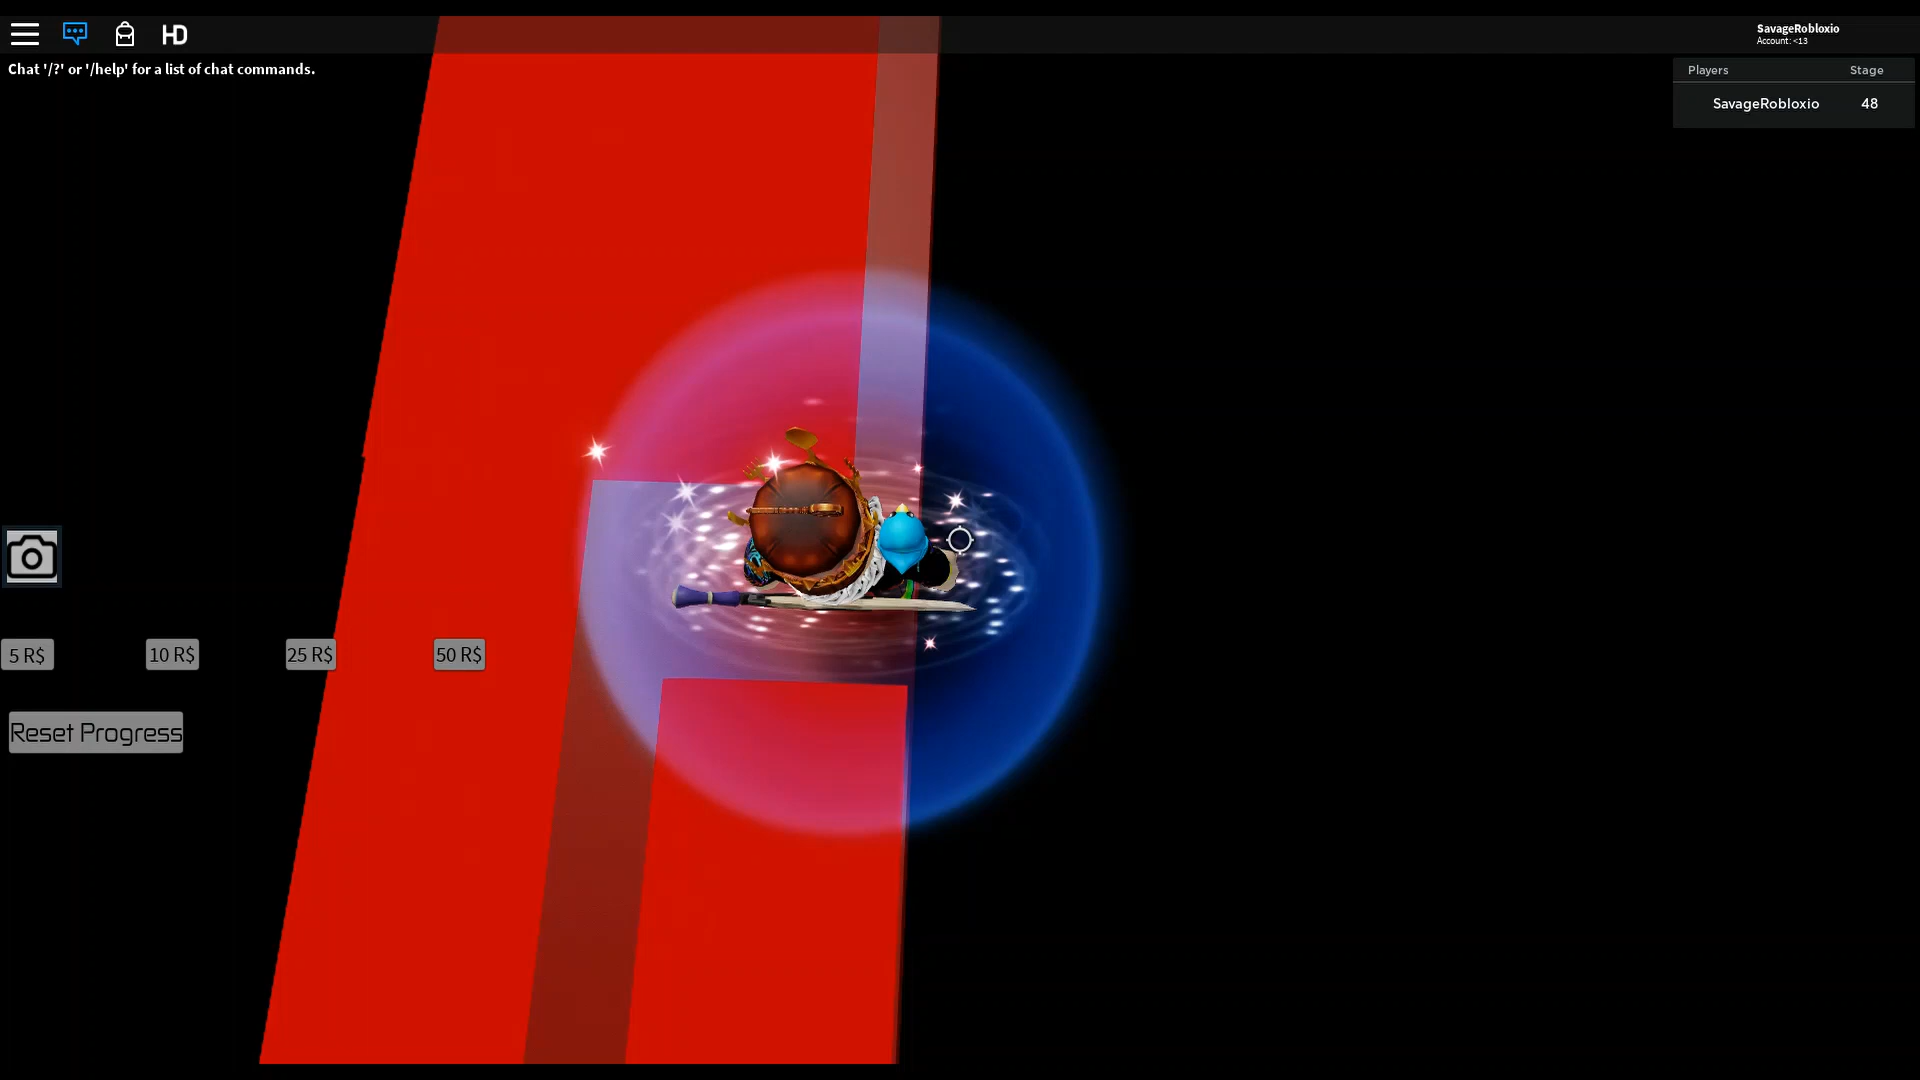 HD
SavageRobloxio
Account: <13
Chat '/?' or '/help' for a list of chat commands.
Players Stage
SavageRobloxio 48
5 R$
10 R$
25 R$
50 R$
Reset Progress